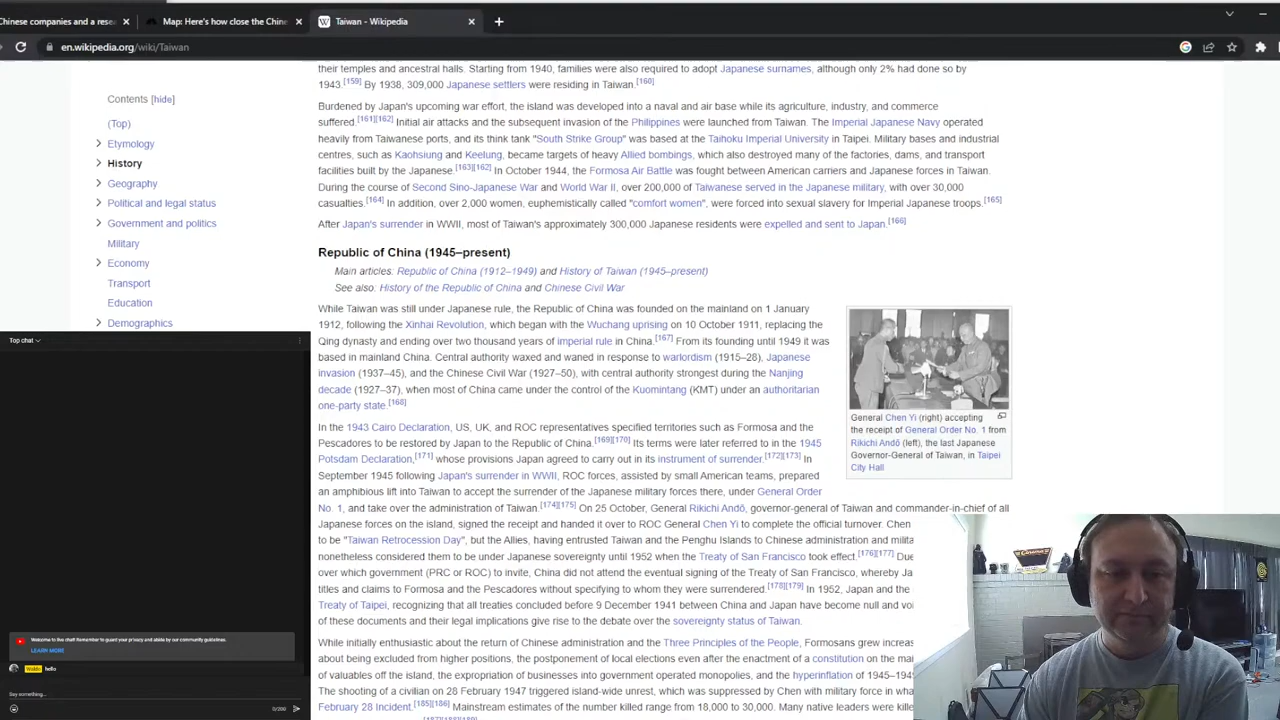 Chinese companies and a rese
Map: Here's how close the Chin
Taiwan - Wikipedia
en.wikipedia.org/wiki/Taiwan
Contents [hide]
(Top)
Etymology
History
Geography
Political and legal status
Government and politics
Military
Economy
Transport
Education
Demographics
their temples and ancestral halls. Starting from 1940, families were also required to adopt Japanese surnames, although only 2% had done so by
1943.[159] By 1938, 309,000 Japanese settlers were residing in Taiwan.[160]
Burdened by Japan's upcoming war effort, the island was developed into a naval and air base while its agriculture, industry, and commerce
suffered.[161][162] Initial air attacks and the subsequent invasion of the Philippines were launched from Taiwan. The Imperial Japanese Navy operated
heavily from Taiwanese ports, and its think tank "South Strike Group" was based at the Taihoku Imperial University in Taipei. Military bases and industrial
centres, such as Kaohsiung and Keelung, became targets of heavy Allied bombings, which also destroyed many of the factories, dams, and transport
facilities built by the Japanese.[163][162] In October 1944, the Formosa Air Battle was fought between American carriers and Japanese forces in Taiwan.
During the course of Second Sino-Japanese War and World War II, over 200,000 of Taiwanese served in the Japanese military, with over 30,000
casualties.[164] In addition, over 2,000 women, euphemistically called "comfort women", were forced into sexual slavery for Imperial Japanese troops.[165]
After Japan's surrender in WWII, most of Taiwan's approximately 300,000 Japanese residents were expelled and sent to Japan.[166]
Republic of China (1945–present)
Main articles: Republic of China (1912–1949) and History of Taiwan (1945–present)
See also: History of the Republic of China and Chinese Civil War
While Taiwan was still under Japanese rule, the Republic of China was founded on the mainland on 1 January
1912, following the Xinhai Revolution, which began with the Wuchang uprising on 10 October 1911, replacing the
Qing dynasty and ending over two thousand years of imperial rule in China.[167] From its founding until 1949 it was
based in mainland China. Central authority waxed and waned in response to warlordism (1915–28), Japanese
invasion (1937–45), and the Chinese Civil War (1927–50), with central authority strongest during the Nanjing
decade (1927–37), when most of China came under the control of the Kuomintang (KMT) under an authoritarian
one-party state.[168]
General Chen Yi (right) accepting
the receipt of General Order No. 1 from
Rikichi Andō (left), the last Japanese
Governor-General of Taiwan, in Taipei
City Hall
In the 1943 Cairo Declaration, US, UK, and ROC representatives specified territories such as Formosa and the
Pescadores to be restored by Japan to the Republic of China.[169][170] Its terms were later referred to in the 1945
Potsdam Declaration,[171] whose provisions Japan agreed to carry out in its instrument of surrender.[172][173] In
September 1945 following Japan's surrender in WWII, ROC forces, assisted by small American teams, prepared
an amphibious lift into Taiwan to accept the surrender of the Japanese military forces there, under General Order
No. 1, and take over the administration of Taiwan.[174][175] On 25 October, General Rikichi Andō, governor-general of Taiwan and commander-in-chief of all
Japanese forces on the island, signed the receipt and handed it over to ROC General Chen Yi to complete the official turnover. Chen
to be "Taiwan Retrocession Day", but the Allies, having entrusted Taiwan and the Penghu Islands to Chinese administration and milita
nonetheless considered them to be under Japanese sovereignty until 1952 when the Treaty of San Francisco took effect.[176][177] Due
over which government (PRC or ROC) to invite, China did not attend the eventual signing of the Treaty of San Francisco, whereby Ja
titles and claims to Formosa and the Pescadores without specifying to whom they were surrendered.[178][179] In 1952, Japan and the
Treaty of Taipei, recognizing that all treaties concluded before 9 December 1941 between China and Japan have become null and voi
of these documents and their legal implications give rise to the debate over the sovereignty status of Taiwan.
While initially enthusiastic about the return of Chinese administration and the Three Principles of the People, Formosans grew increas
about being excluded from higher positions, the postponement of local elections even after the enactment of a constitution on the mai
of valuables off the island, the expropriation of businesses into government operated monopolies, and the hyperinflation of 1945–1949
The shooting of a civilian on 28 February 1947 triggered island-wide unrest, which was suppressed by Chen with military force in wha
February 28 Incident.[185][186] Mainstream estimates of the number killed range from 18,000 to 30,000. Many native leaders were killed
Top chat
Welcome to live chat! Remember to guard your privacy and abide by our community guidelines.
LEARN MORE
Waldo hello
Say something...
0/200